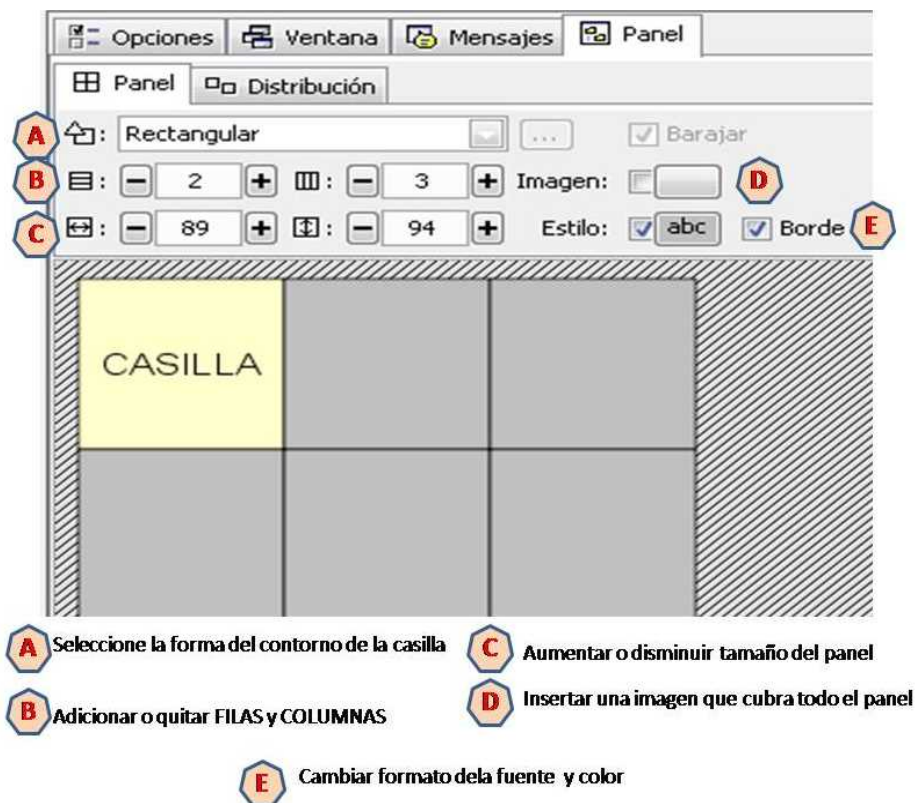 Opciones Ventana Mensajes Panel
Panel Distribución
A : Rectangular ... Barajar
B : − 2 + : − 3 + Imagen: D
C : − 89 + : − 94 + Estilo: abc Borde E
CASILLA
A Seleccione la forma del contorno de la casilla
C Aumentar o disminuir tamaño del panel
B Adicionar o quitar FILAS y COLUMNAS
D Insertar una imagen que cubra todo el panel
E Cambiar formato dela fuente y color